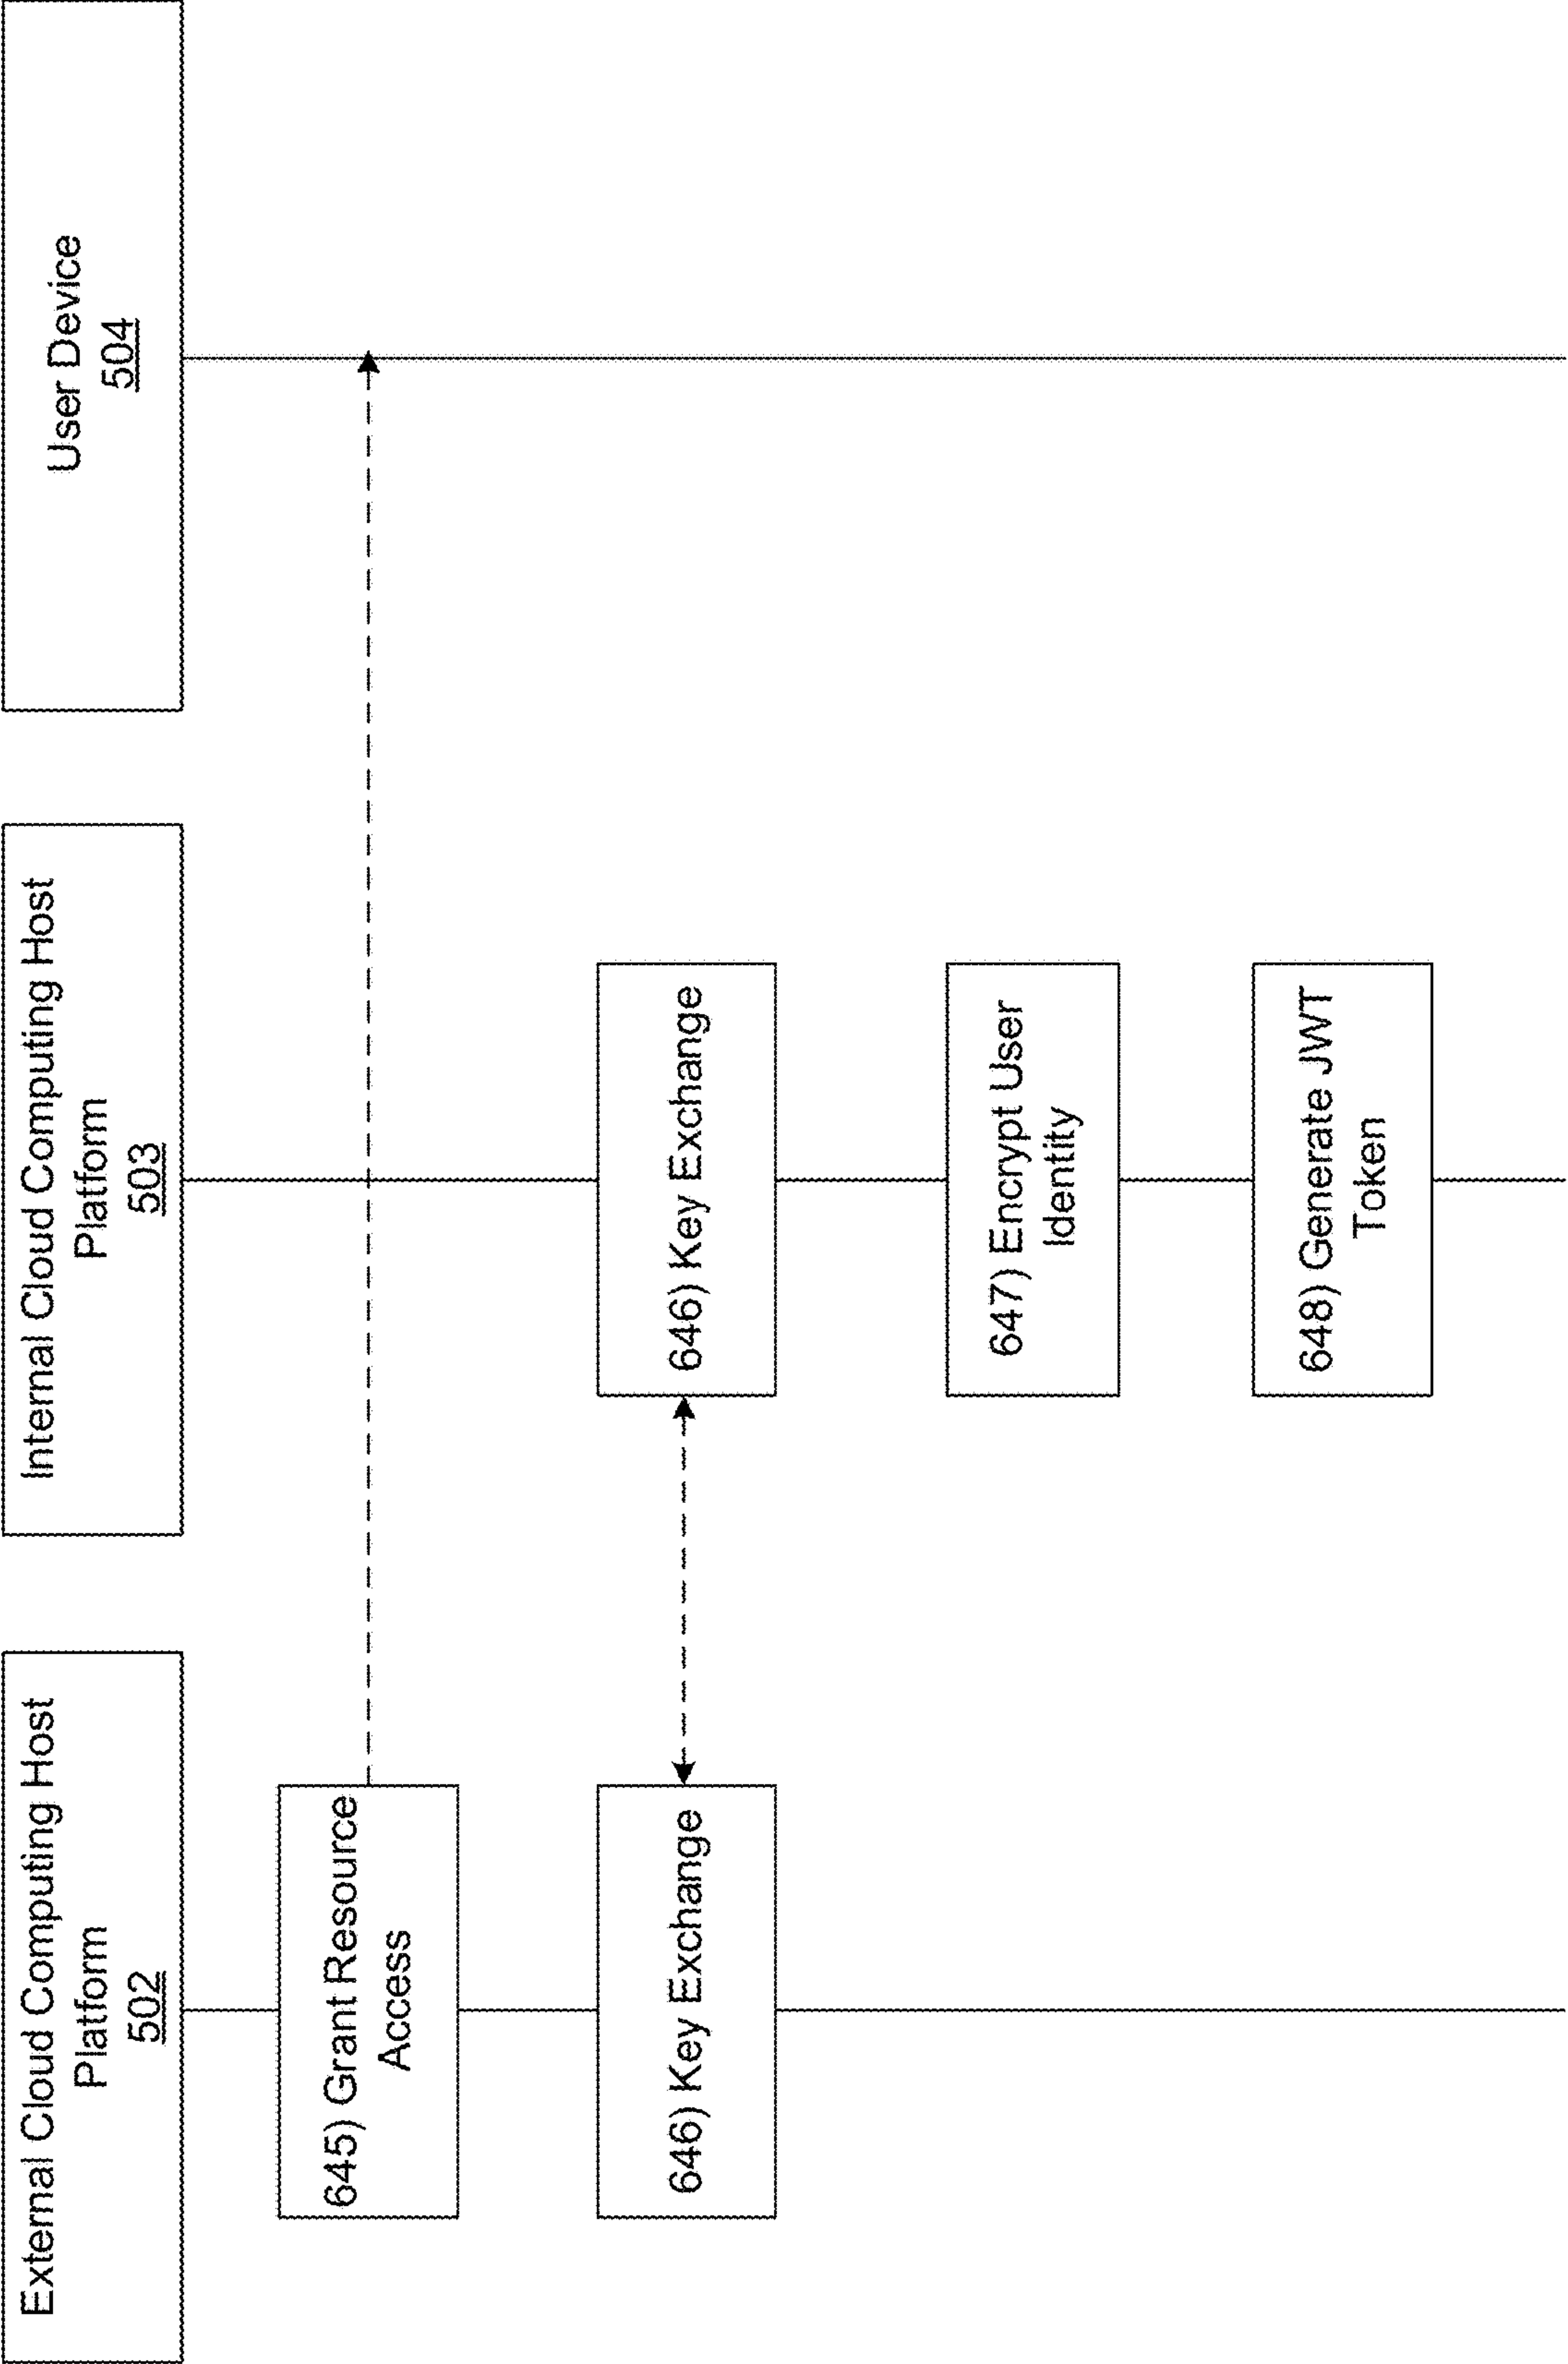 External Cloud Computing Host
Platform
502
Internal Cloud Computing Host
Platform
503
User Device
504
645) Grant Resource
Access
646) Key Exchange
646) Key Exchange
647) Encrypt User
Identity
648) Generate JWT
Token